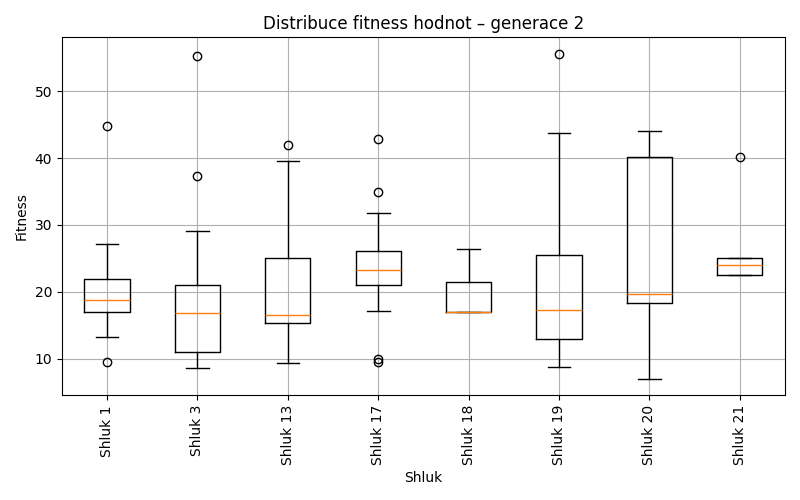 Distribuce fitness hodnot – generace 2
Fitness
50
40
30
20
10
Shluk 1
Shluk 3
Shluk 13
Shluk 17
Shluk 18
Shluk 19
Shluk 20
Shluk 21
Shluk